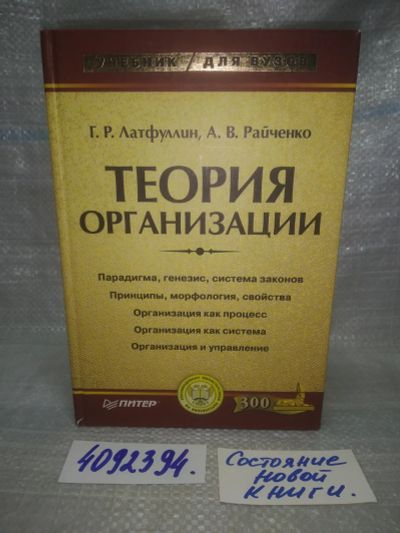 УЧЕБНИК / ДЛЯ ВУЗОВ
Г. Р. Латфуллин, А. В. Райченко
ТЕОРИЯ
ОРГАНИЗАЦИИ
Парадигма, генезис, система законов
Принципы, морфология, свойства
Организация как процесс
Организация как система
Организация и управление
ПИТЕР
300
4092394.
Состояние
новой
книги.